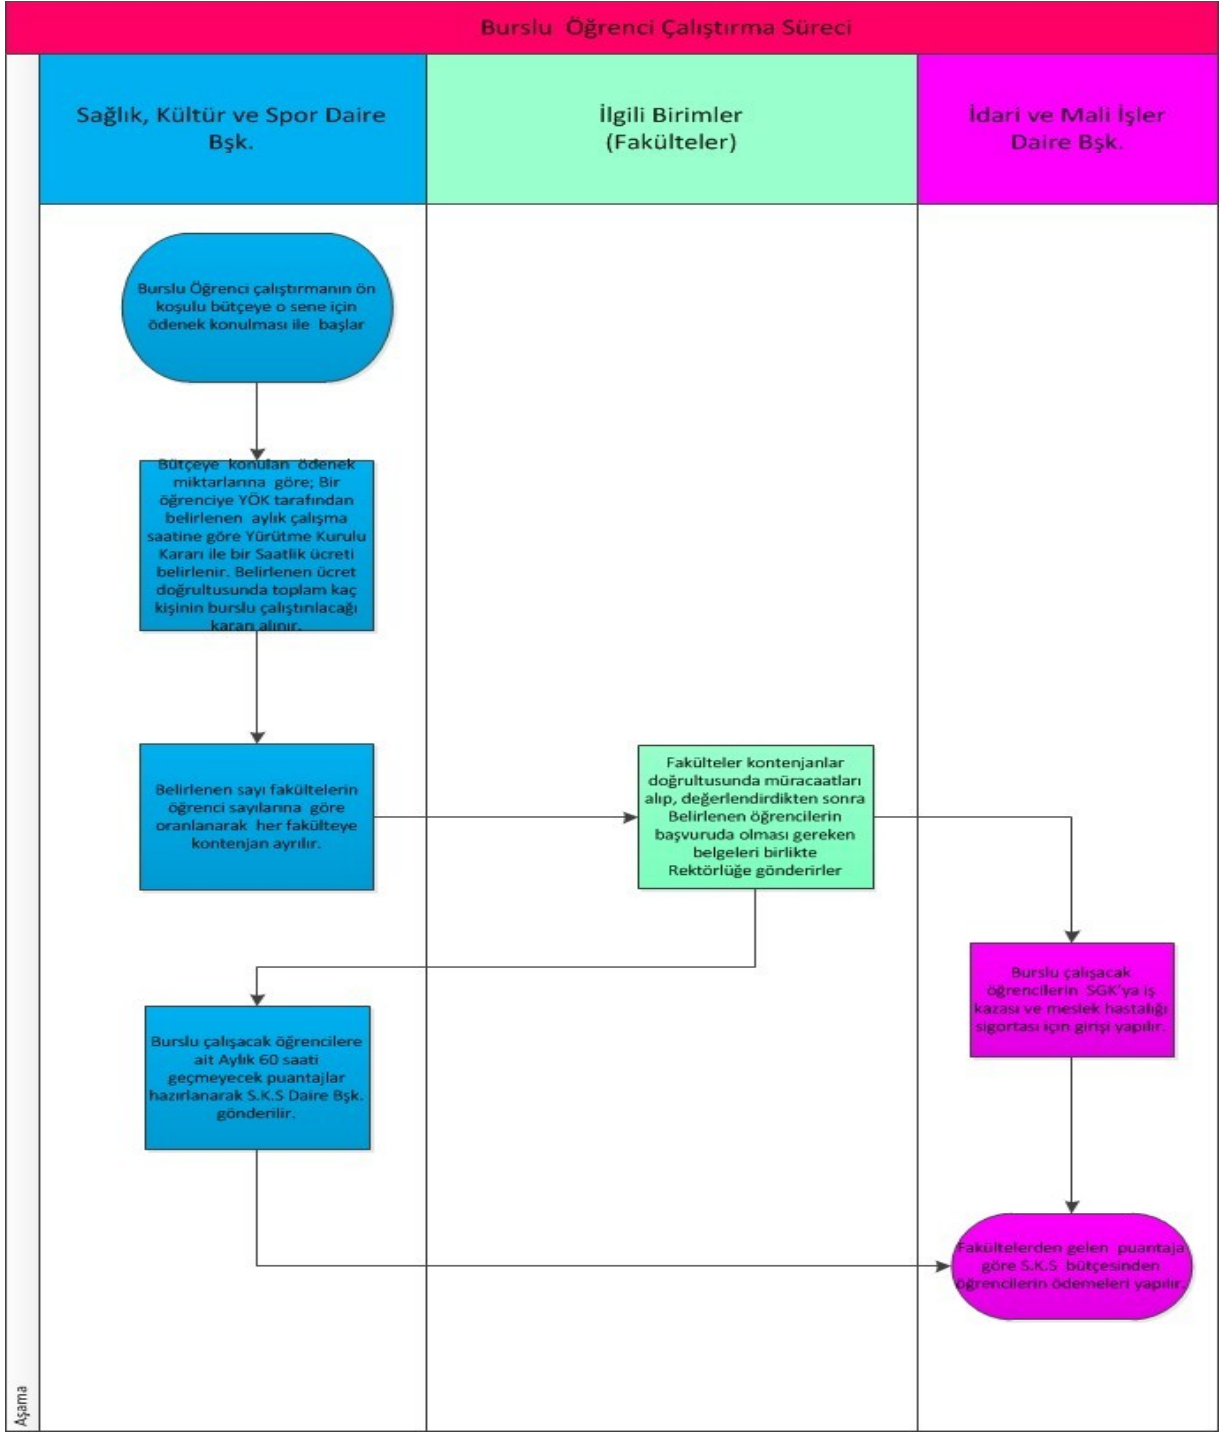 Burslu Öğrenci Çalıştırma Süreci
Sağlık, Kültür ve Spor Daire
Bşk.
İlgili Birimler
(Fakülteler)
İdari ve Mali İşler
Daire Bşk.
Burslu Öğrenci çalıştırmanın ön
koşulu bütçeye o sene için
ödenek konulması ile başlar
Bütçeye konulan ödenek
miktarlarına göre; Bir
öğrenciye YÖK tarafından
belirlenen aylık çalışma
saatine göre Yürütme Kurulu
Kararı ile bir Saatlik ücreti
belirlenir. Belirlenen ücret
doğrultusunda toplam kaç
kişinin burslu çalıştırılacağı
kararı alınır.
Belirlenen sayı fakültelerin
öğrenci sayılarına göre
oranlanarak her fakülteye
kontenjan ayrılır.
Fakülteler kontenjanlar
doğrultusunda müracaatları
alıp, değerlendirdikten sonra
Belirlenen öğrencilerin
başvuruda olması gereken
belgeleri birlikte
Rektörlüğe gönderirler
Burslu çalışacak
öğrencilerin SGK'ya iş
kazası ve meslek hastalığı
sigortası için girişi yapılır.
Burslu çalışacak öğrencilere
ait Aylık 60 saati
geçmeyecek puantajlar
hazırlanarak S.K.S Daire Bşk.
gönderilir.
Fakültelerden gelen puantaja
göre S.K.S bütçesinden
öğrencilerin ödemeleri yapılır.
Aşama